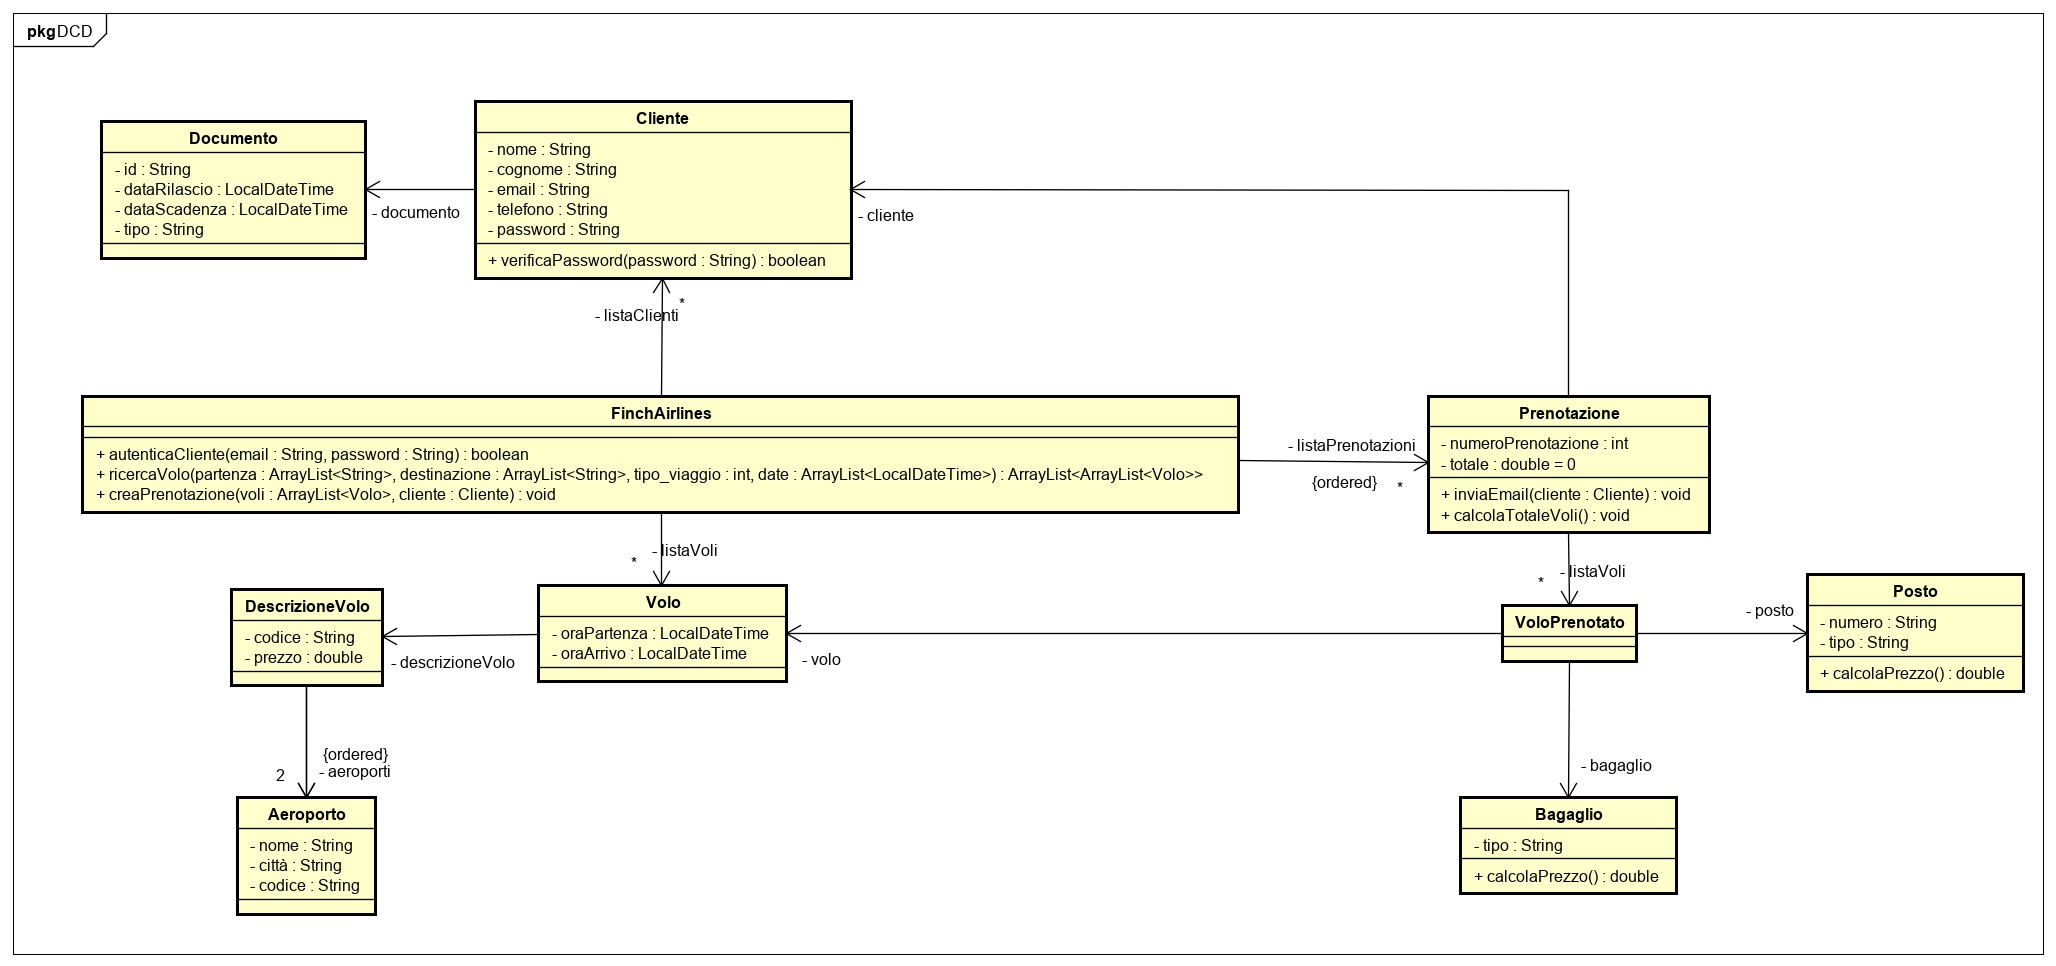 pkg DCD
Documento
- id : String
- dataRilascio : LocalDateTime
- dataScadenza : LocalDateTime
- tipo : String
Cliente
- nome : String
- cognome : String
- email : String
- telefono : String
- password : String
+ verificaPassword(password : String) : boolean
- documento
- cliente
*
- listaClienti
FinchAirlines
+ autenticaCliente(email : String, password : String) : boolean
+ ricercaVolo(partenza : ArrayList<String>, destinazione : ArrayList<String>, tipo_viaggio : int, date : ArrayList<LocalDateTime>) : ArrayList<ArrayList<Volo>>
+ creaPrenotazione(voli : ArrayList<Volo>, cliente : Cliente) : void
- listaPrenotazioni
{ordered}
*
Prenotazione
- numeroPrenotazione : int
- totale : double = 0
+ inviaEmail(cliente : Cliente) : void
+ calcolaTotaleVoli() : void
- listaVoli
*
- listaVoli
*
DescrizioneVolo
- codice : String
- prezzo : double
Volo
- oraPartenza : LocalDateTime
- oraArrivo : LocalDateTime
- descrizioneVolo
- volo
VoloPrenotato
- posto
Posto
- numero : String
- tipo : String
+ calcolaPrezzo() : double
{ordered}
- aeroporti
2
- bagaglio
Aeroporto
- nome : String
- città : String
- codice : String
Bagaglio
- tipo : String
+ calcolaPrezzo() : double